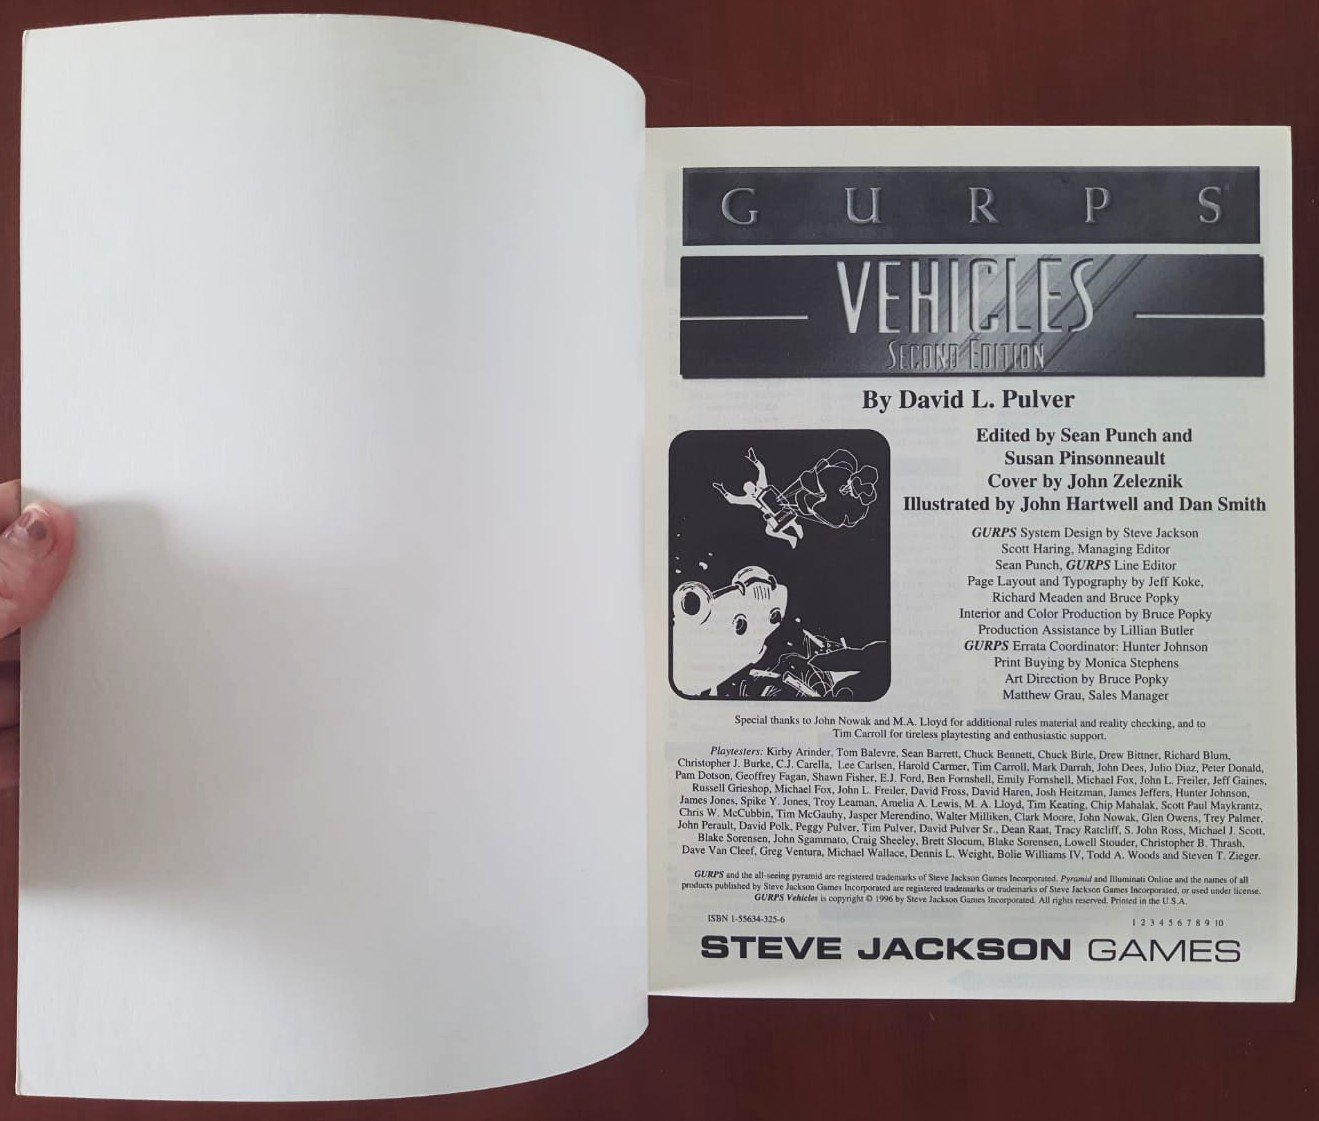 GURPS®
VEHICLES
SECOND EDITION
By David L. Pulver
Edited by Sean Punch and
Susan Pinsonneault
Cover by John Zeleznik
Illustrated by John Hartwell and Dan Smith
GURPS System Design by Steve Jackson
Scott Haring, Managing Editor
Sean Punch, GURPS Line Editor
Page Layout and Typography by Jeff Koke,
Richard Meaden and Bruce Popky
Interior and Color Production by Bruce Popky
Production Assistance by Lillian Butler
GURPS Errata Coordinator: Hunter Johnson
Print Buying by Monica Stephens
Art Direction by Bruce Popky
Matthew Grau, Sales Manager
Special thanks to John Nowak and M.A. Lloyd for additional rules material and reality checking, and to
Tim Carroll for tireless playtesting and enthusiastic support.
Playtesters: Kirby Arinder, Tom Balevre, Sean Barrett, Chuck Bennett, Chuck Birle, Drew Bittner, Richard Blum,
Christopher J. Burke, C.J. Carella, Lee Carlsen, Harold Carmer, Tim Carroll, Mark Darrah, John Dees, Julio Diaz, Peter Donald,
Pam Dotson, Geoffrey Fagan, Shawn Fisher, E.J. Ford, Ben Fornshell, Emily Fornshell, Michael Fox, John L. Freiler, Jeff Gaines,
Russell Grieshop, Michael Fox, John L. Freiler, David Fross, David Haren, Josh Heitzman, James Jeffers, Hunter Johnson,
James Jones, Spike Y. Jones, Troy Leaman, Amelia A. Lewis, M. A. Lloyd, Tim Keating, Chip Mahalak, Scott Paul Maykrantz,
Chris W. McCubbin, Tim McGauhy, Jasper Merendino, Walter Milliken, Clark Moore, John Nowak, Glen Owens, Trey Palmer,
John Perault, David Polk, Peggy Pulver, Tim Pulver, David Pulver Sr., Dean Raat, Tracy Ratcliff, S. John Ross, Michael J. Scott,
Blake Sorensen, John Sgammato, Craig Sheeley, Brett Slocum, Blake Sorensen, Lowell Stouder, Christopher B. Thrash,
Dave Van Cleef, Greg Ventura, Michael Wallace, Dennis L. Weight, Bolie Williams IV, Todd A. Woods and Steven T. Zieger.
GURPS and the all-seeing pyramid are registered trademarks of Steve Jackson Games Incorporated. Pyramid and Illuminati Online and the names of all
products published by Steve Jackson Games Incorporated are registered trademarks or trademarks of Steve Jackson Games Incorporated, or used under license.
GURPS Vehicles is copyright © 1996 by Steve Jackson Games Incorporated. All rights reserved. Printed in the U.S.A.
ISBN 1-55634-325-6
1 2 3 4 5 6 7 8 9 10
STEVE JACKSON GAMES